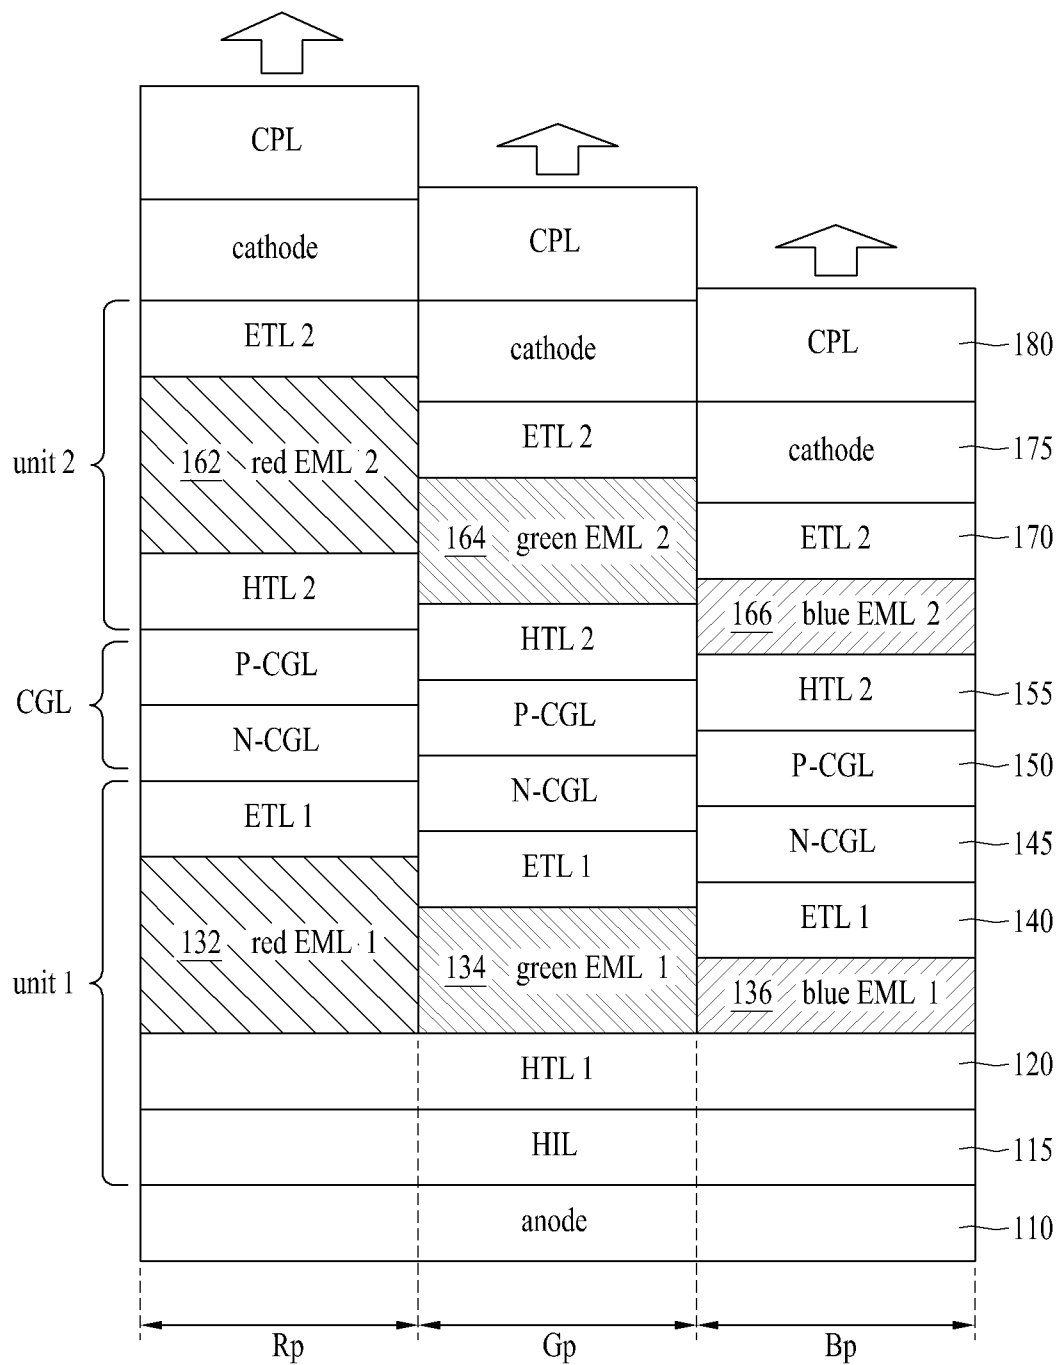 CPL
cathode
CPL
ETL 2
cathode
CPL
180
unit 2
162 red EML 2
ETL 2
cathode
175
164 green EML 2
ETL 2
170
HTL 2
166 blue EML 2
HTL 2
P-CGL
HTL 2
155
CGL
P-CGL
N-CGL
P-CGL
150
N-CGL
ETL 1
N-CGL
145
ETL 1
ETL 1
140
132 red EML 1
134 green EML 1
unit 1
136 blue EML 1
HTL 1
120
HIL
115
anode
110
Rp
Gp
Bp